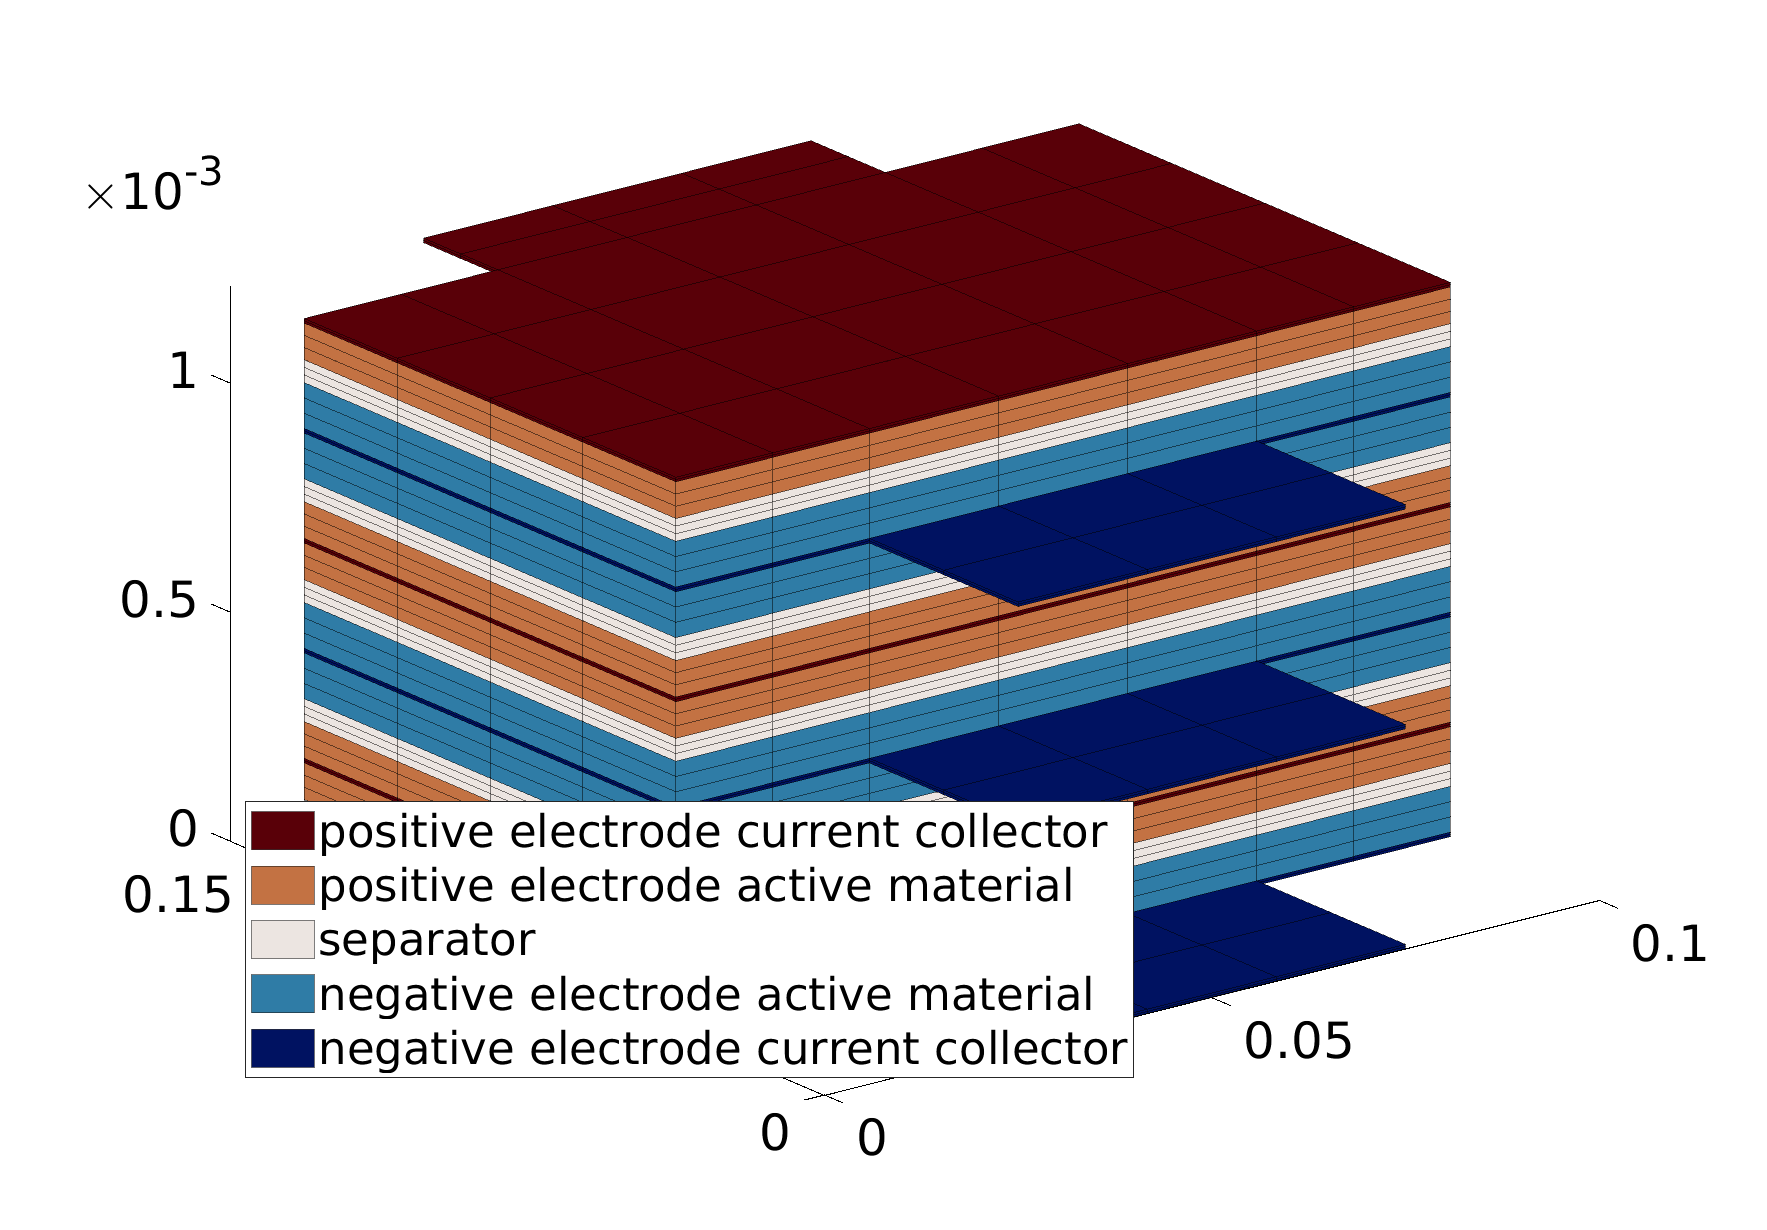 ×10-3
1
0.5
0
0.15
positive electrode current collector
positive electrode active material
separator
negative electrode active material
negative electrode current collector
0.1
0.05
0
0